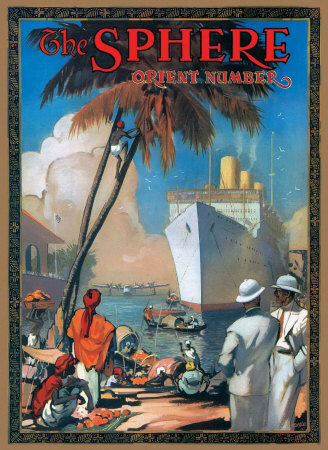 The SPHERE
ORIENT NUMBER